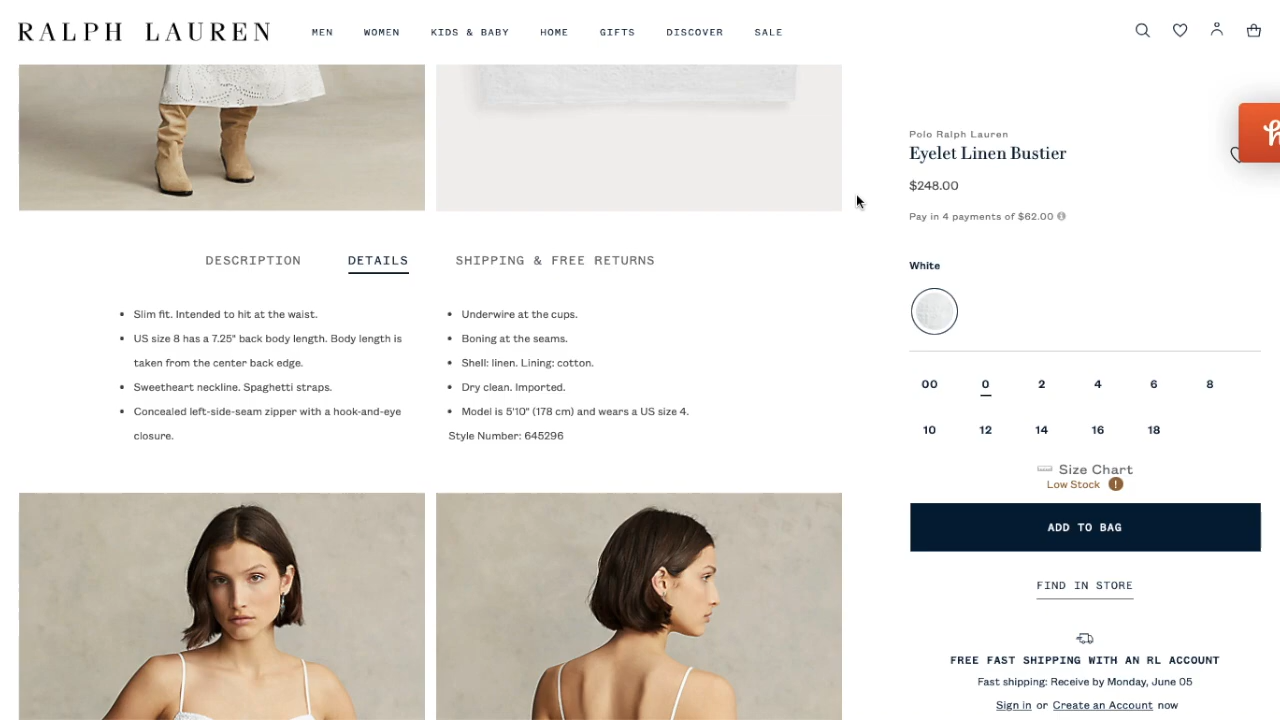 RALPH LAUREN
MEN WOMEN KIDS & BABY HOME GIFTS DISCOVER SALE
Polo Ralph Lauren
Eyelet Linen Bustier
$248.00
Pay in 4 payments of $62.00
White
00 0 2 4 6 8
10 12 14 16 18
Size Chart
Low Stock !
ADD TO BAG
FIND IN STORE
FREE FAST SHIPPING WITH AN RL ACCOUNT
Fast shipping: Receive by Monday, June 05
Sign in or Create an Account now
DESCRIPTION DETAILS SHIPPING & FREE RETURNS
• Slim fit. Intended to hit at the waist.
• US size 8 has a 7.25" back body length. Body length is
taken from the center back edge.
• Sweetheart neckline. Spaghetti straps.
• Concealed left-side-seam zipper with a hook-and-eye
closure.
• Underwire at the cups.
• Boning at the seams.
• Shell: linen. Lining: cotton.
• Dry clean. Imported.
• Model is 5'10" (178 cm) and wears a US size 4.
Style Number: 645296